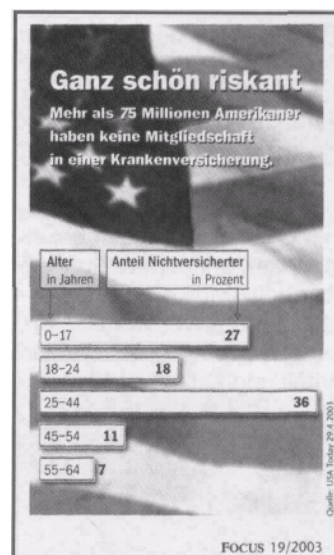 Ganz schön riskant
Mehr als 75 Millionen Amerikaner
haben keine Mitgliedschaft
in einer Krankenversicherung.
Alter
in Jahren
Anteil Nichtversicherter
in Prozent
0–17 27
18–24 18
25–44 36
45–54 11
55–64 7
Quelle: USA Today 29.4.2003
FOCUS 19/2003